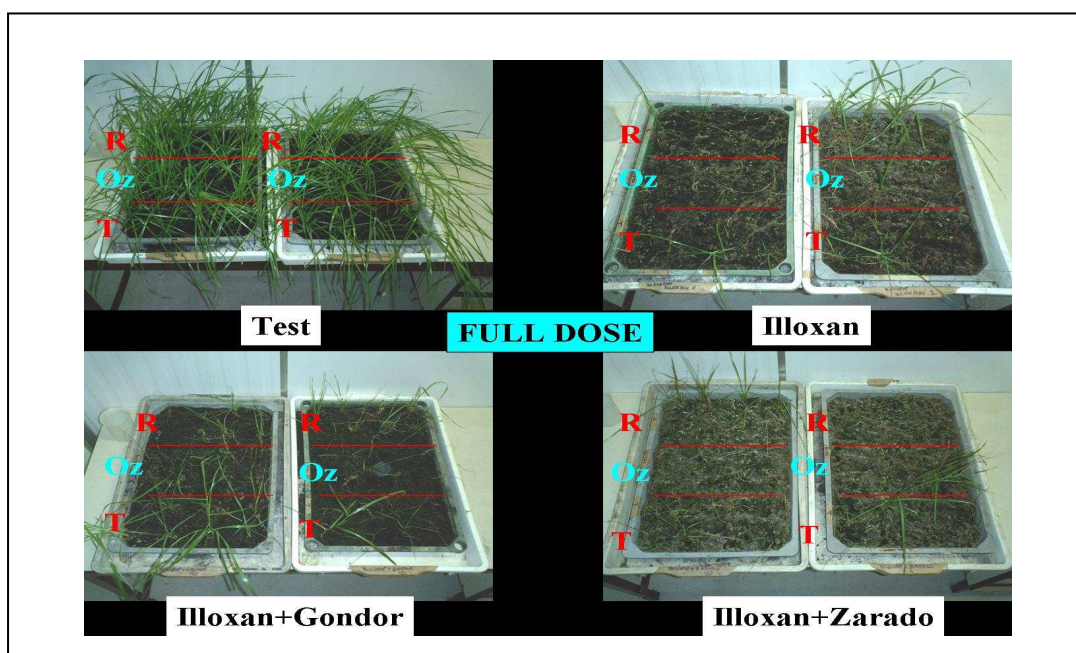 R R
Oz Oz
T T
Test
R R
Oz Oz
T T
Illoxan
FULL DOSE
R R
Oz Oz
T T
Illoxan+Gondor
R R
Oz Oz
T T
Illoxan+Zarado